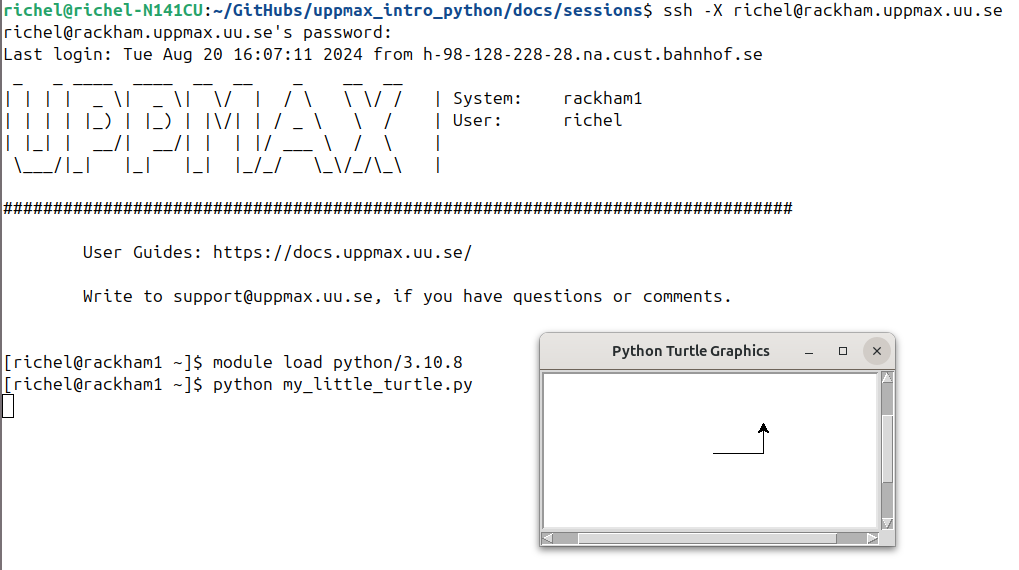 richel@richel-N141CU:~/GitHubs/uppmax_intro_python/docs/sessions$ ssh -X richel@rackham.uppmax.uu.se
richel@rackham.uppmax.uu.se's password:
Last login: Tue Aug 20 16:07:11 2024 from h-98-128-228-28.na.cust.bahnhof.se
 _   _ ____  ____  __  __    _    __  __
| | | |  _ \|  _ \|  \/  |  / \   \ \/ /   | System:    rackham1
| | | | |_) | |_) | |\/| | / _ \   \  /    | User:      richel
| |_| |  __/|  __/| |  | |/ ___ \  /  \    |
 \___/|_|   |_|   |_|  |_/_/   \_\/_/\_\   |
###############################################################################
User Guides: https://docs.uppmax.uu.se/
Write to support@uppmax.uu.se, if you have questions or comments.
[richel@rackham1 ~]$ module load python/3.10.8
[richel@rackham1 ~]$ python my_little_turtle.py
Python Turtle Graphics